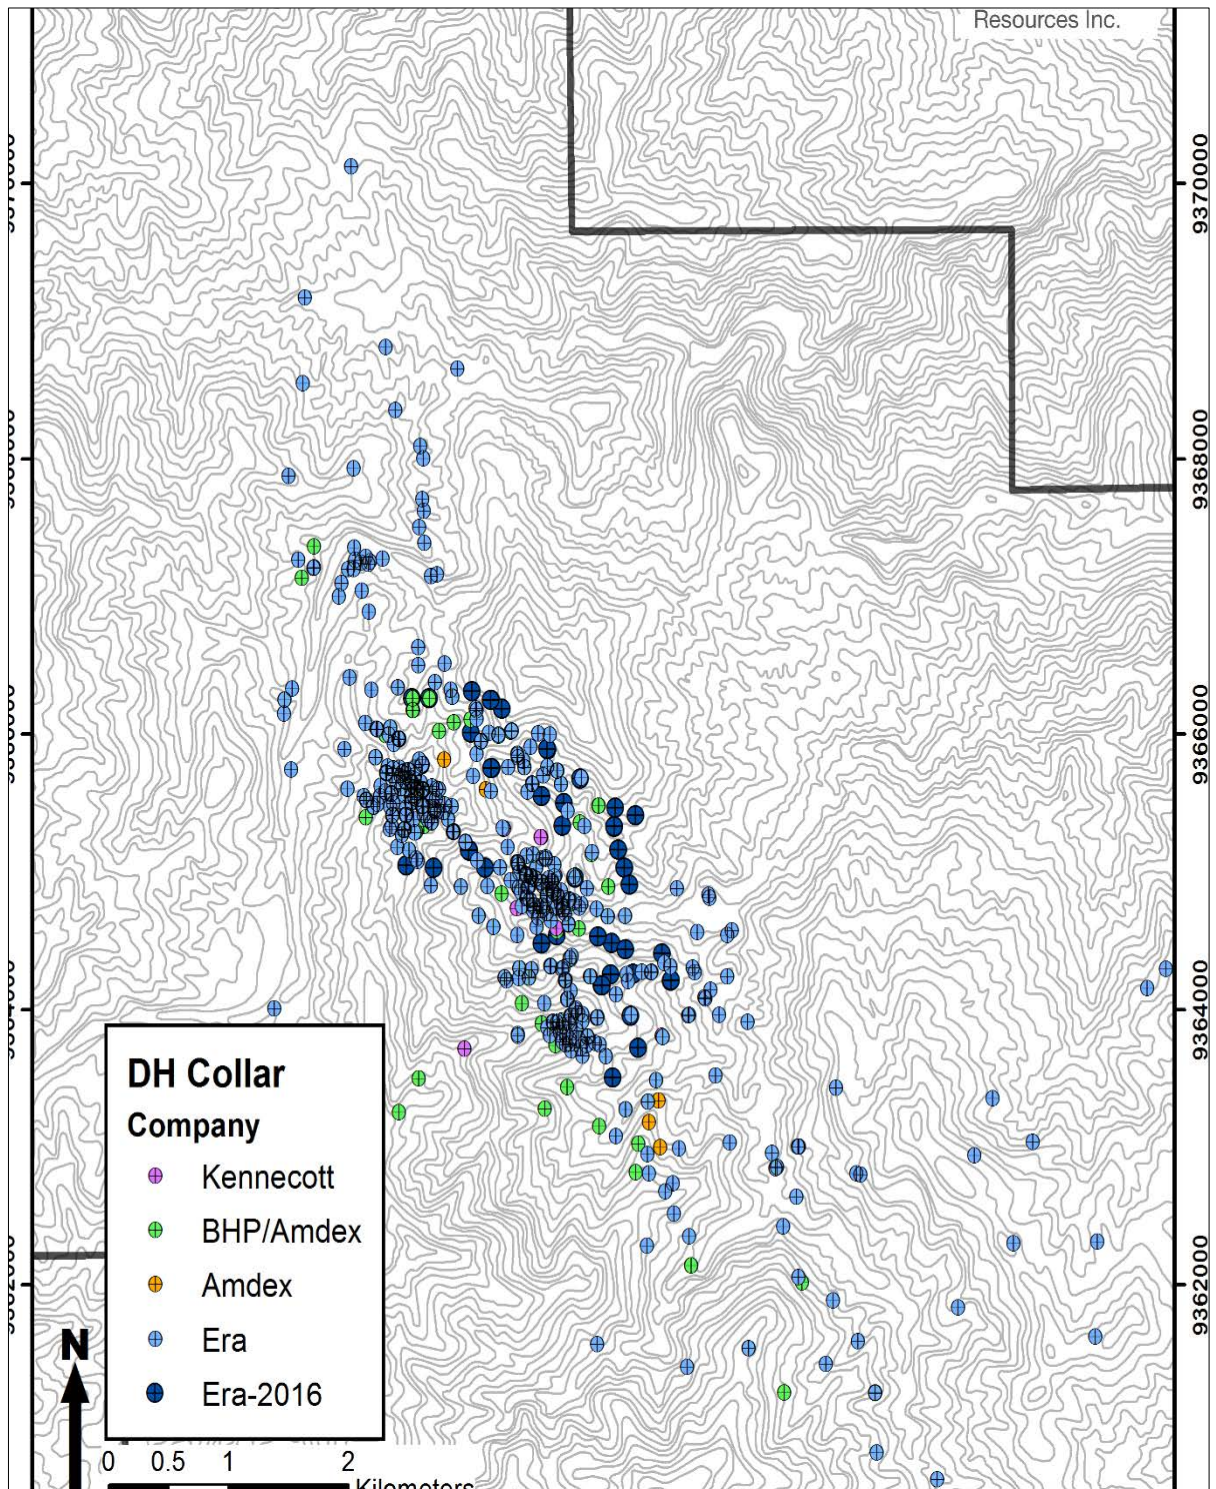 Resources Inc.
9370000
9368000
9366000
9364000
9362000
DH Collar
Company
Kennecott
BHP/Amdex
Amdex
Era
Era-2016
N
0 0.5 1 2
Kilometers